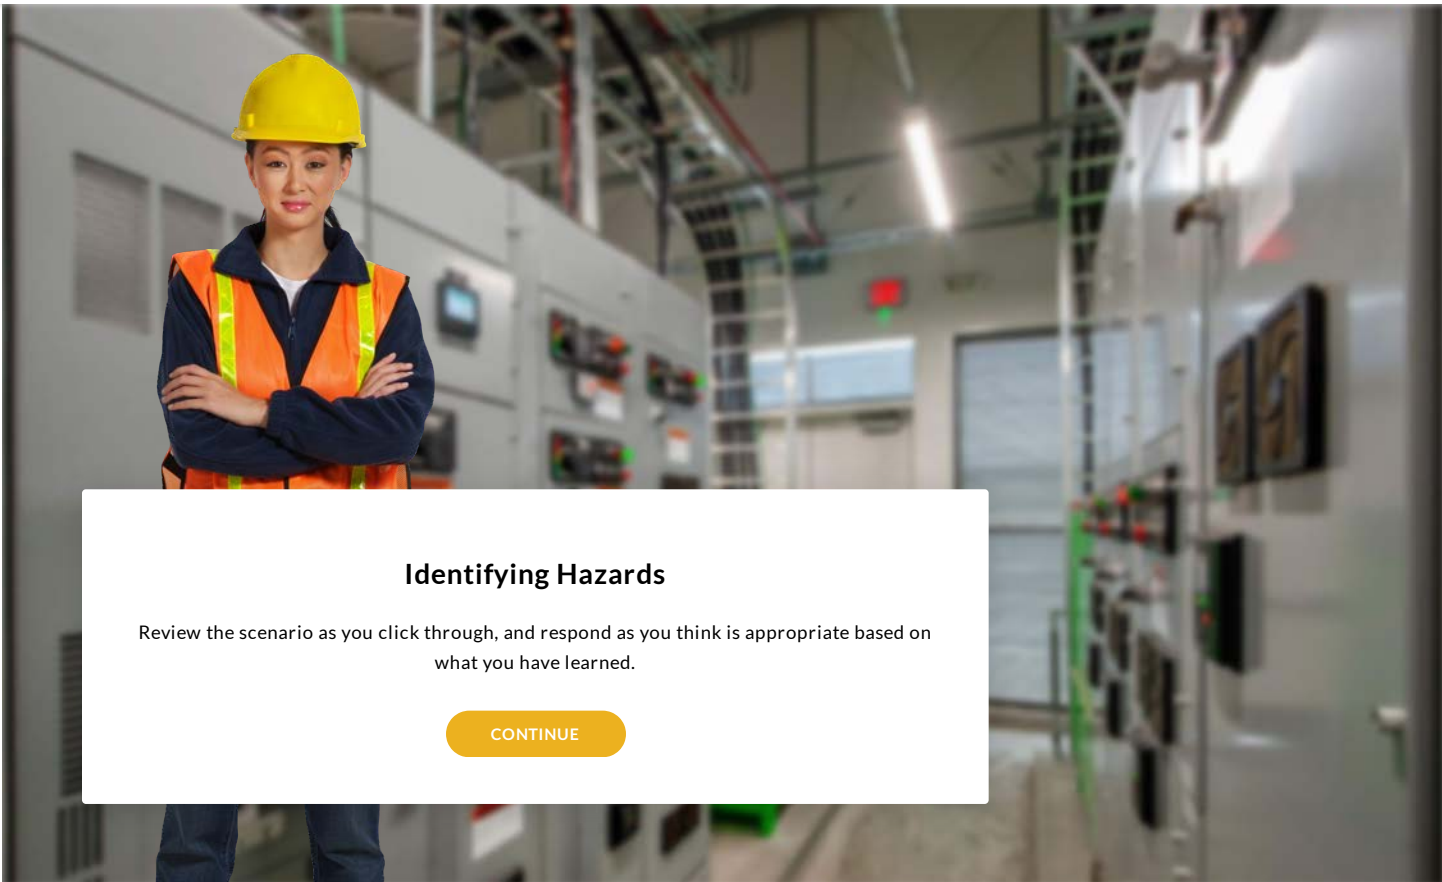 Identifying Hazards
Review the scenario as you click through, and respond as you think is appropriate based on
what you have learned.
CONTINUE